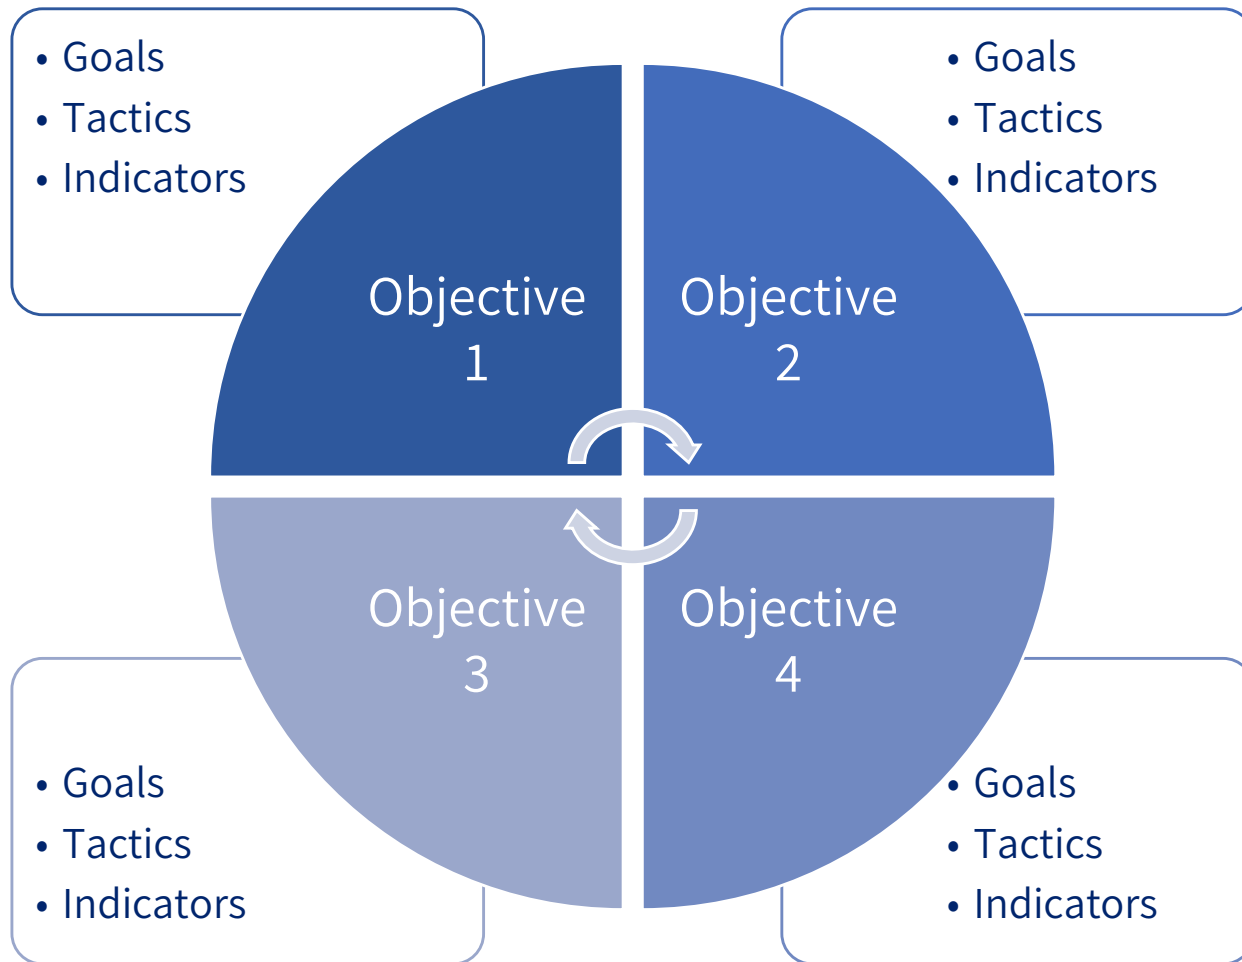 • Goals
• Tactics
• Indicators
• Goals
• Tactics
• Indicators
Objective
1
Objective
2
Objective
3
Objective
4
• Goals
• Tactics
• Indicators
• Goals
• Tactics
• Indicators